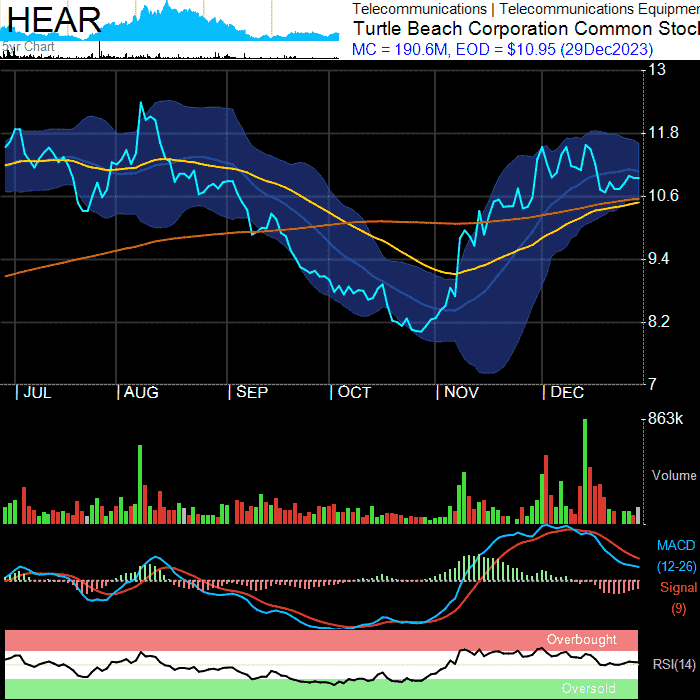 HEAR
5yr Chart
Telecommunications | Telecommunications Equipmen
Turtle Beach Corporation Common Stoc
MC = 190.6M, EOD = $10.95 (29Dec2023)
13
11.8
10.6
9.4
8.2
7
| JUL | AUG | SEP | OCT | NOV | DEC
863k
Volume
MACD
(12-26)
Signal
(9)
Overbought
RSI(14)
Oversold